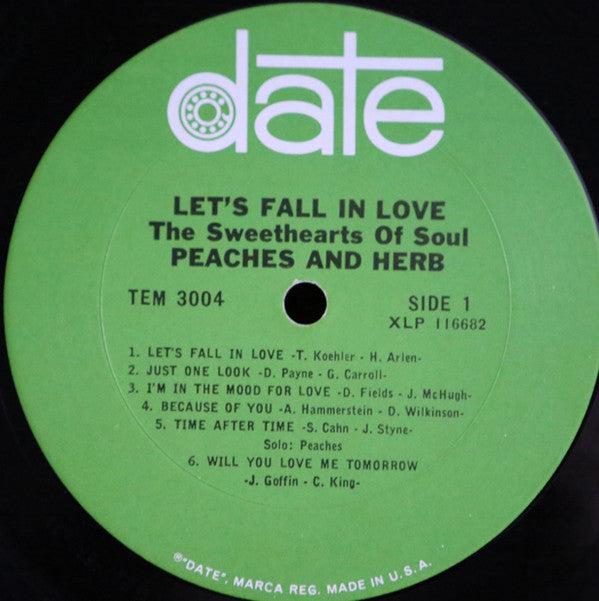 date
LET'S FALL IN LOVE
The Sweethearts Of Soul
PEACHES AND HERB
TEM 3004
SIDE 1
XLP 116682
1. LET'S FALL IN LOVE -T. Koehler - H. Arlen-
2. JUST ONE LOOK -D. Payne - G. Carroll-
3. I'M IN THE MOOD FOR LOVE -D. Fields - J. McHugh-
4. BECAUSE OF YOU -A. Hammerstein - D. Wilkinson-
5. TIME AFTER TIME -S. Cahn - J. Styne-
Solo: Peaches
6. WILL YOU LOVE ME TOMORROW
-J. Goffin - C. King-
®"DATE", MARCA REG. MADE IN U.S.A.